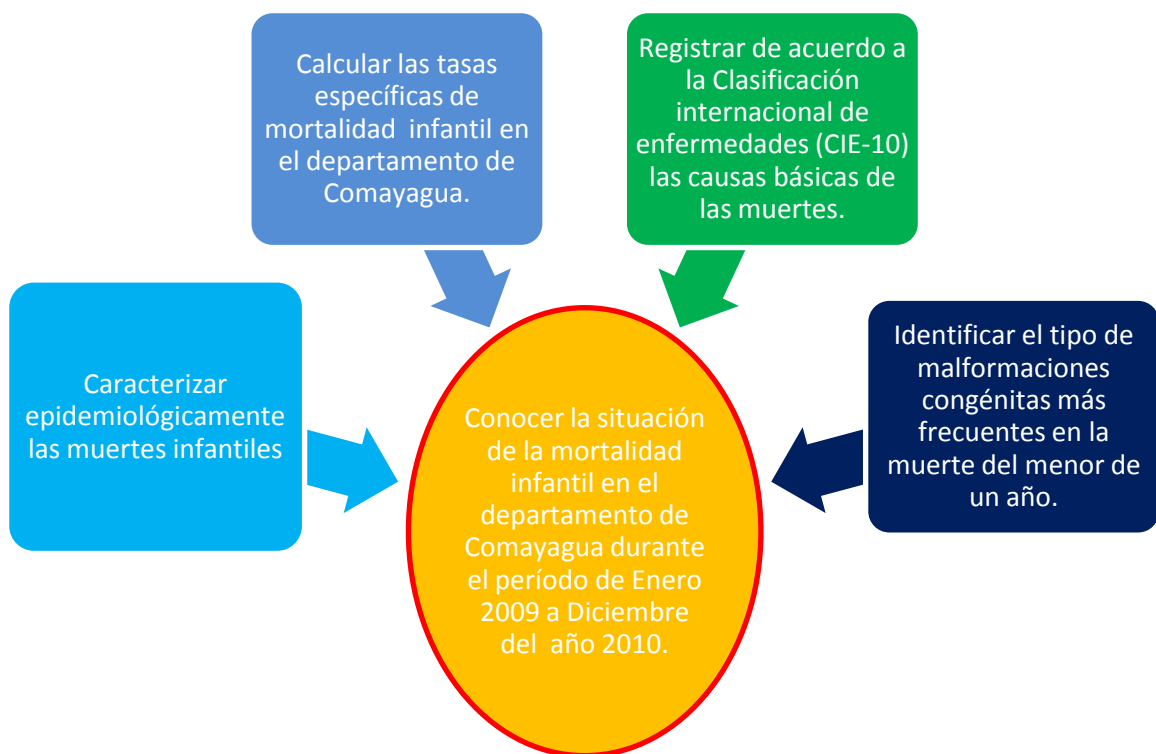 Calcular las tasas
específicas de
mortalidad infantil en
el departamento de
Comayagua.
Registrar de acuerdo a
la Clasificación
internacional de
enfermedades (CIE-10)
las causas básicas de
las muertes.
Caracterizar
epidemiológicamente
las muertes infantiles
Identificar el tipo de
malformaciones
congénitas más
frecuentes en la
muerte del menor de
un año.
Conocer la situación
de la mortalidad
infantil en el
departamento de
Comayagua durante
el período de Enero
2009 a Diciembre
del año 2010.